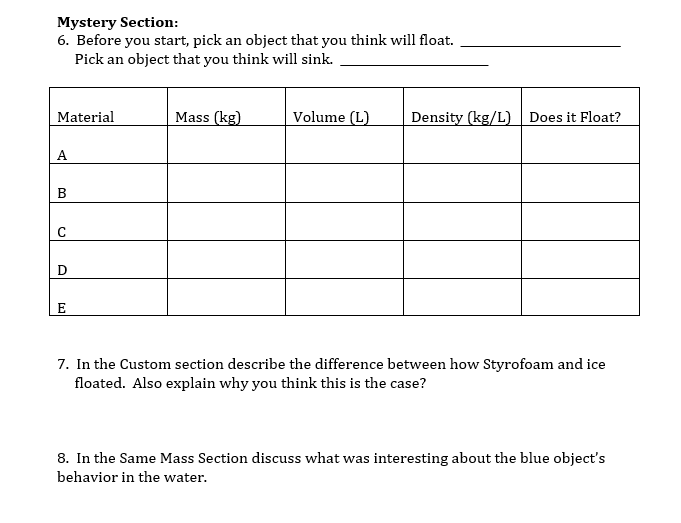 Mystery Section:
6. Before you start, pick an object that you think will float. ____________________
Pick an object that you think will sink. ____________________
Material Mass (kg) Volume (L) Density (kg/L) Does it Float?
A
B
C
D
E
7. In the Custom section describe the difference between how Styrofoam and ice
floated. Also explain why you think this is the case?
8. In the Same Mass Section discuss what was interesting about the blue object's
behavior in the water.